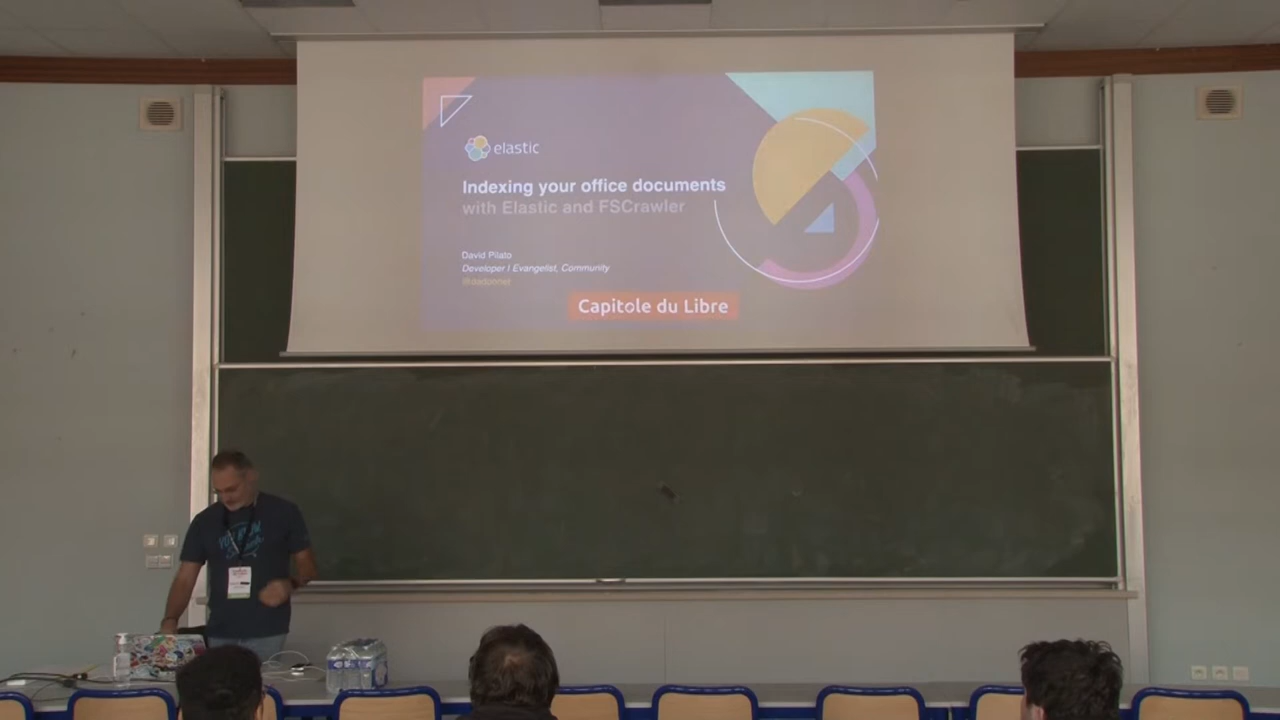 elastic
Indexing your office documents
with Elastic and FSCrawler
David Pilato
Developer | Evangelist, Community
Capitole du Libre